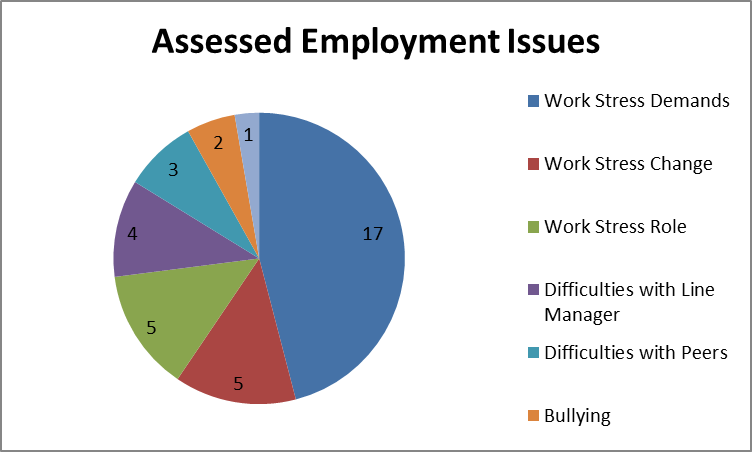 Assessed Employment Issues
Work Stress Demands
Work Stress Change
Work Stress Role
Difficulties with Line
Manager
Difficulties with Peers
Bullying
1
2
3
4
5
5
17